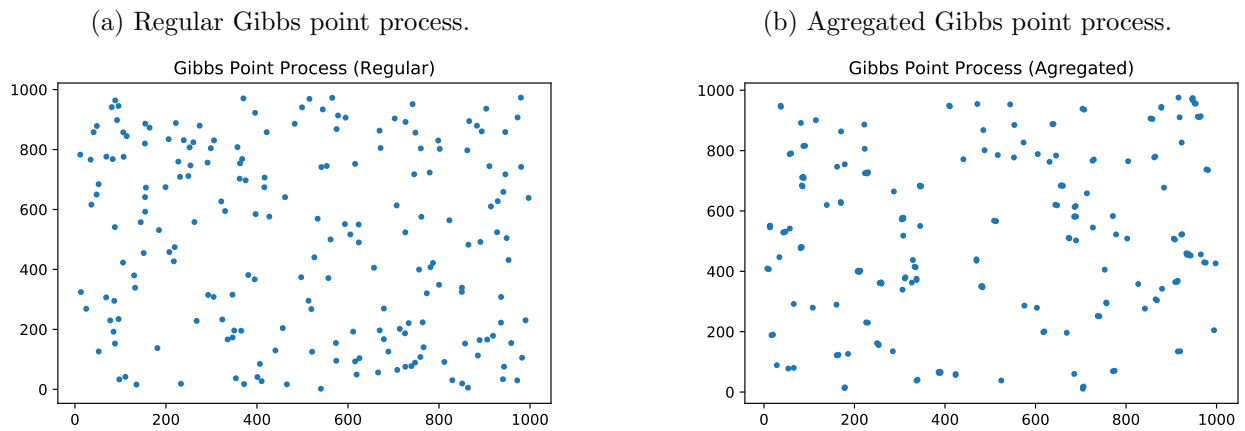 (a) Regular Gibbs point process.
Gibbs Point Process (Regular)
1000
800
600
400
200
0
0 200 400 600 800 1000
(b) Agregated Gibbs point process.
Gibbs Point Process (Agregated)
1000
800
600
400
200
0
0 200 400 600 800 1000